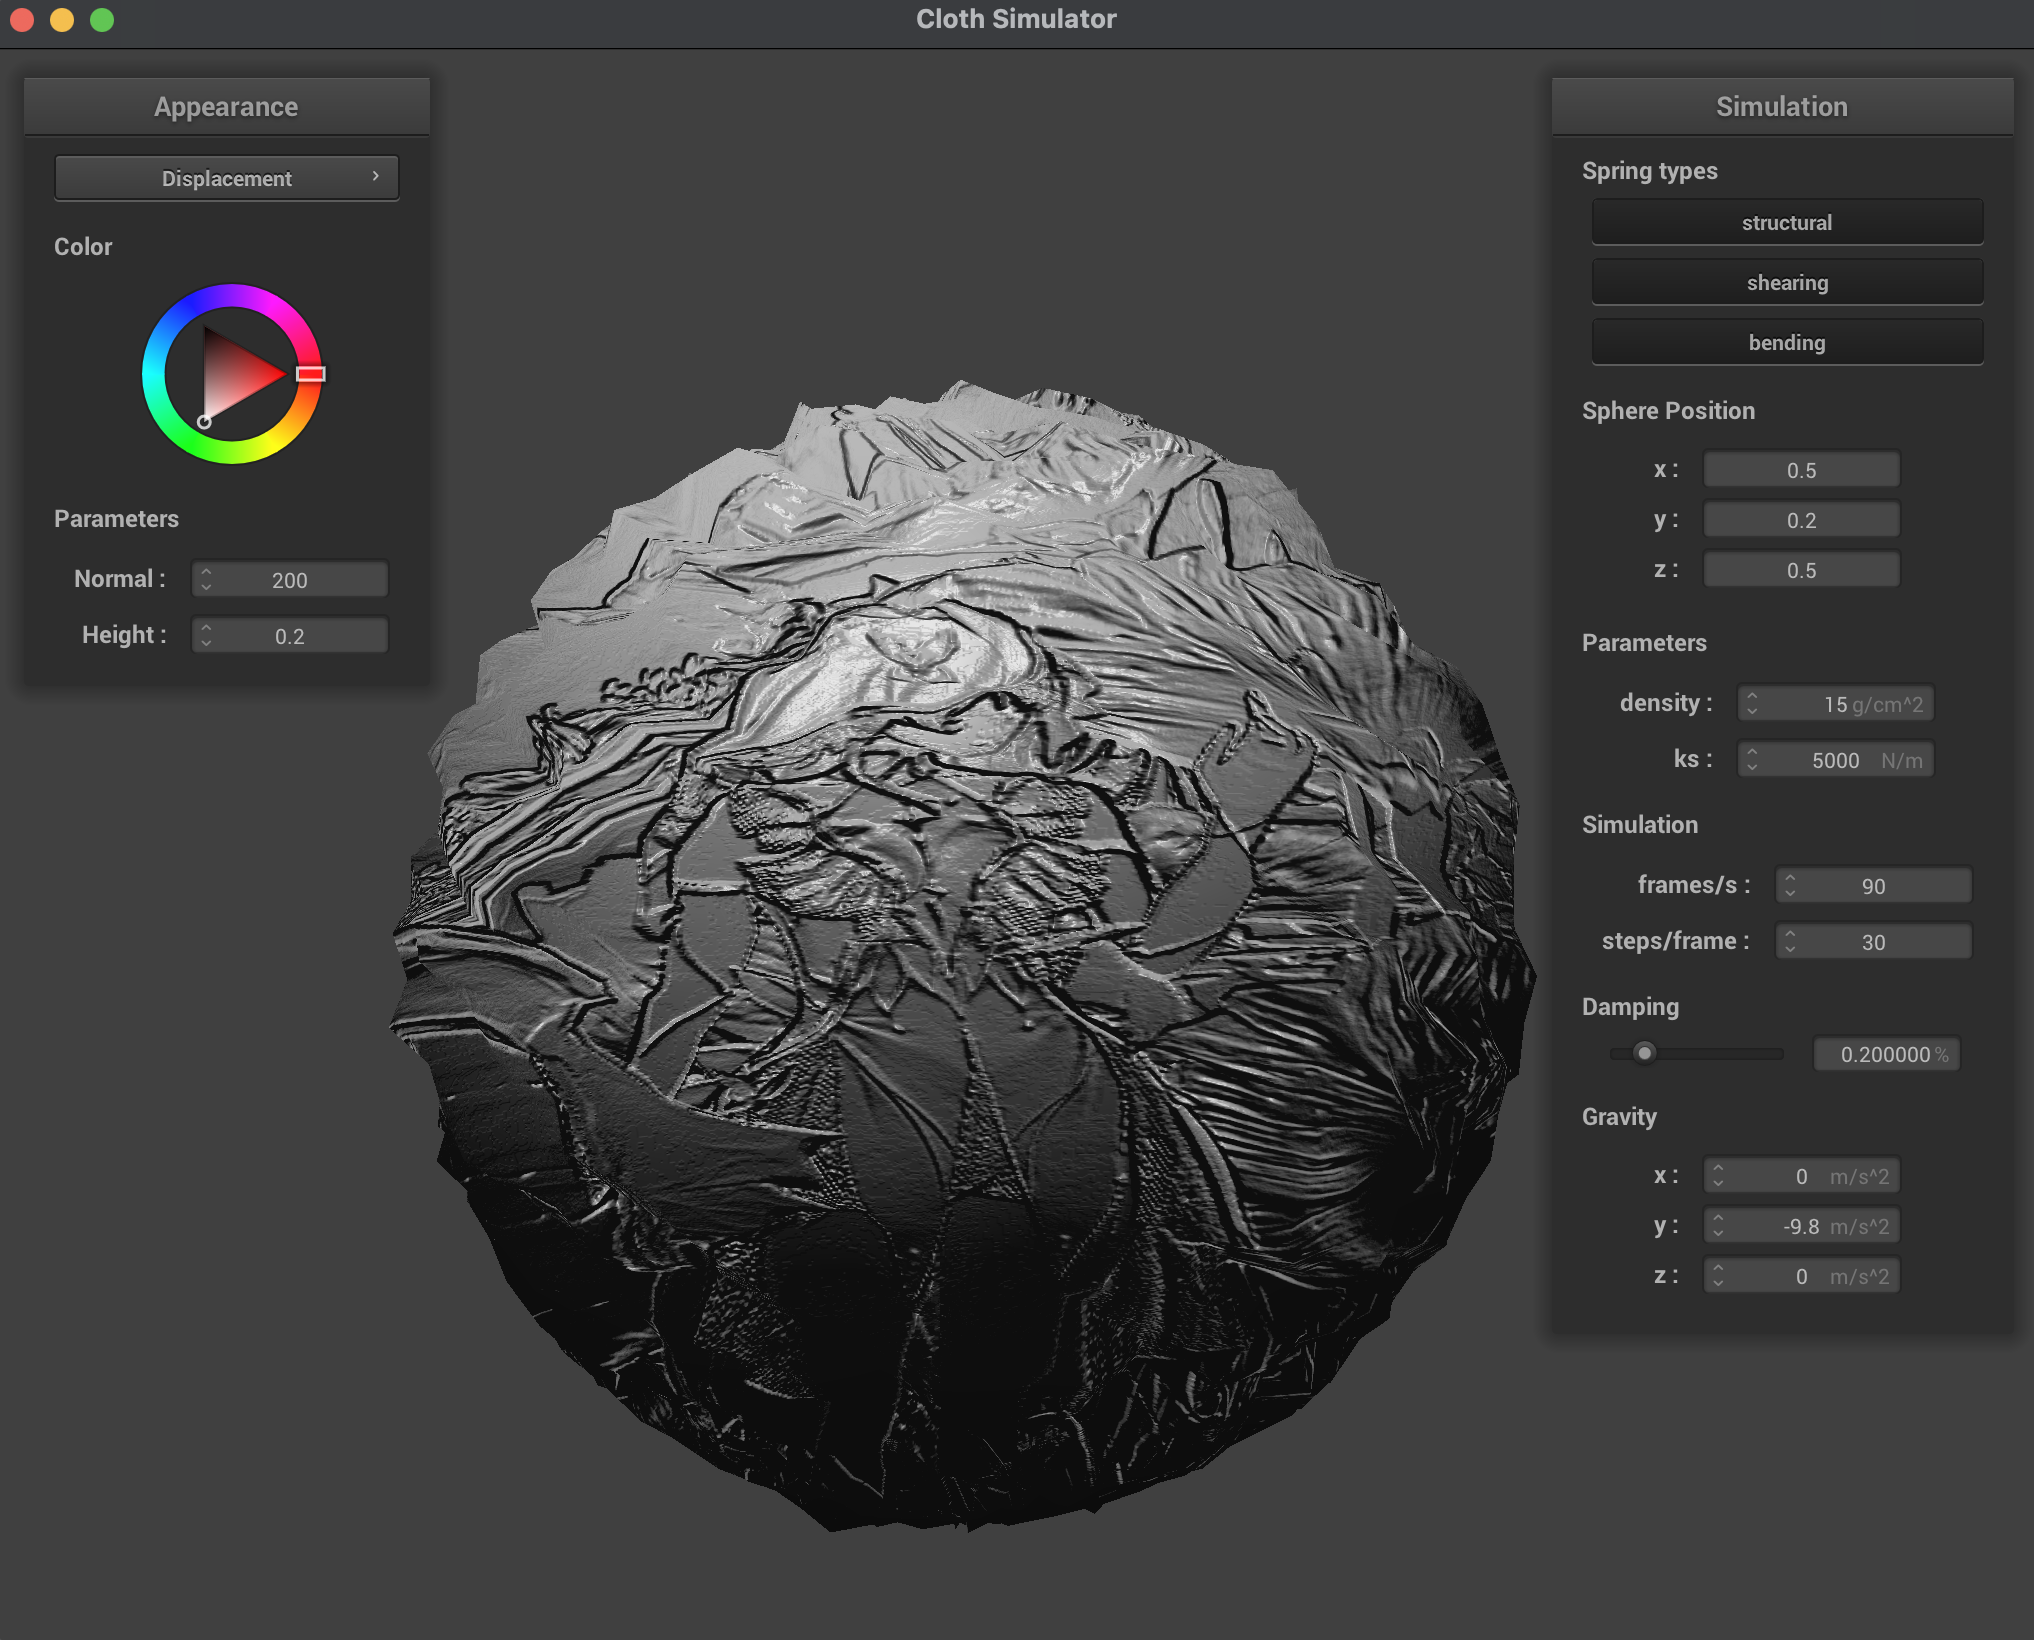 Cloth Simulator
Appearance
Displacement
Color
Parameters
Normal : 200
Height : 0.2
Simulation
Spring types
structural
shearing
bending
Sphere Position
x : 0.5
y : 0.2
z : 0.5
Parameters
density : 15 g/cm^2
ks : 5000 N/m
Simulation
frames/s : 90
steps/frame : 30
Damping
0.200000 %
Gravity
x : 0 m/s^2
y : -9.8 m/s^2
z : 0 m/s^2